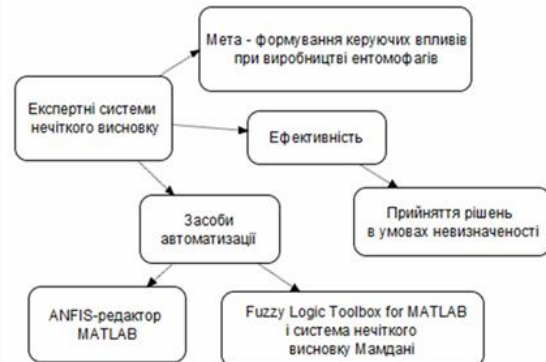 Мета - формування керуючих впливів
при виробництві ентомофагів
Експертні системи
нечіткого висновку
Ефективність
Прийняття рішень
в умовах невизначеності
Засоби
автоматизації
ANFIS-редактор
MATLAB
Fuzzy Logic Toolbox for MATLAB
і система нечіткого
висновку Мамдані